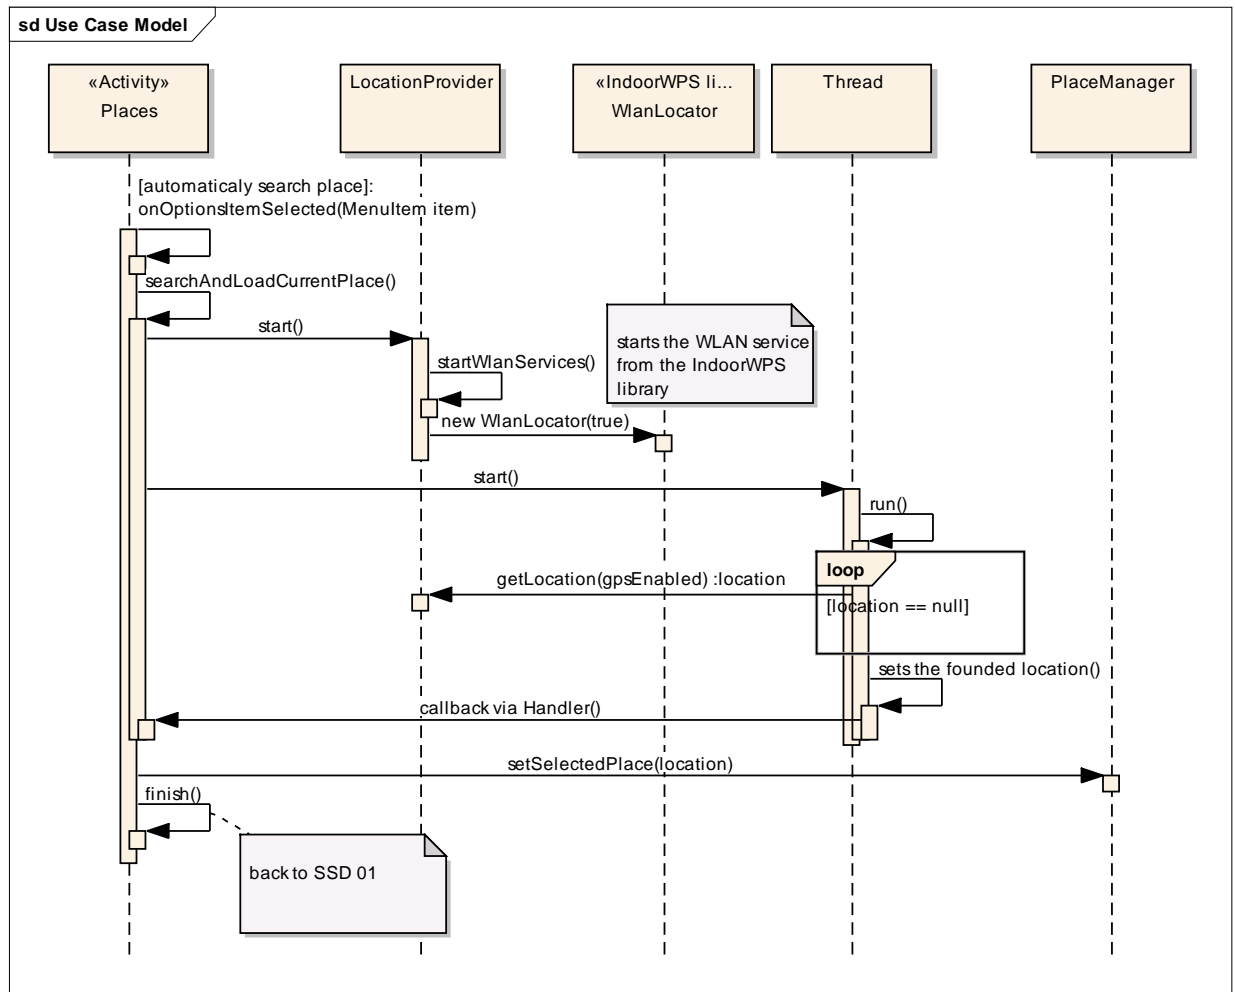 sd Use Case Model
«Activity»
Places
LocationProvider
«IndoorWPS li...
WlanLocator
Thread
PlaceManager
[automaticaly search place]:
onOptionsItemSelected(MenuItem item)
searchAndLoadCurrentPlace()
start()
starts the WLAN service
from the IndoorWPS
library
startWlanServices()
new WlanLocator(true)
start()
run()
loop
getLocation(gpsEnabled) :location
[location == null]
sets the founded location()
callback via Handler()
setSelectedPlace(location)
finish()
back to SSD 01